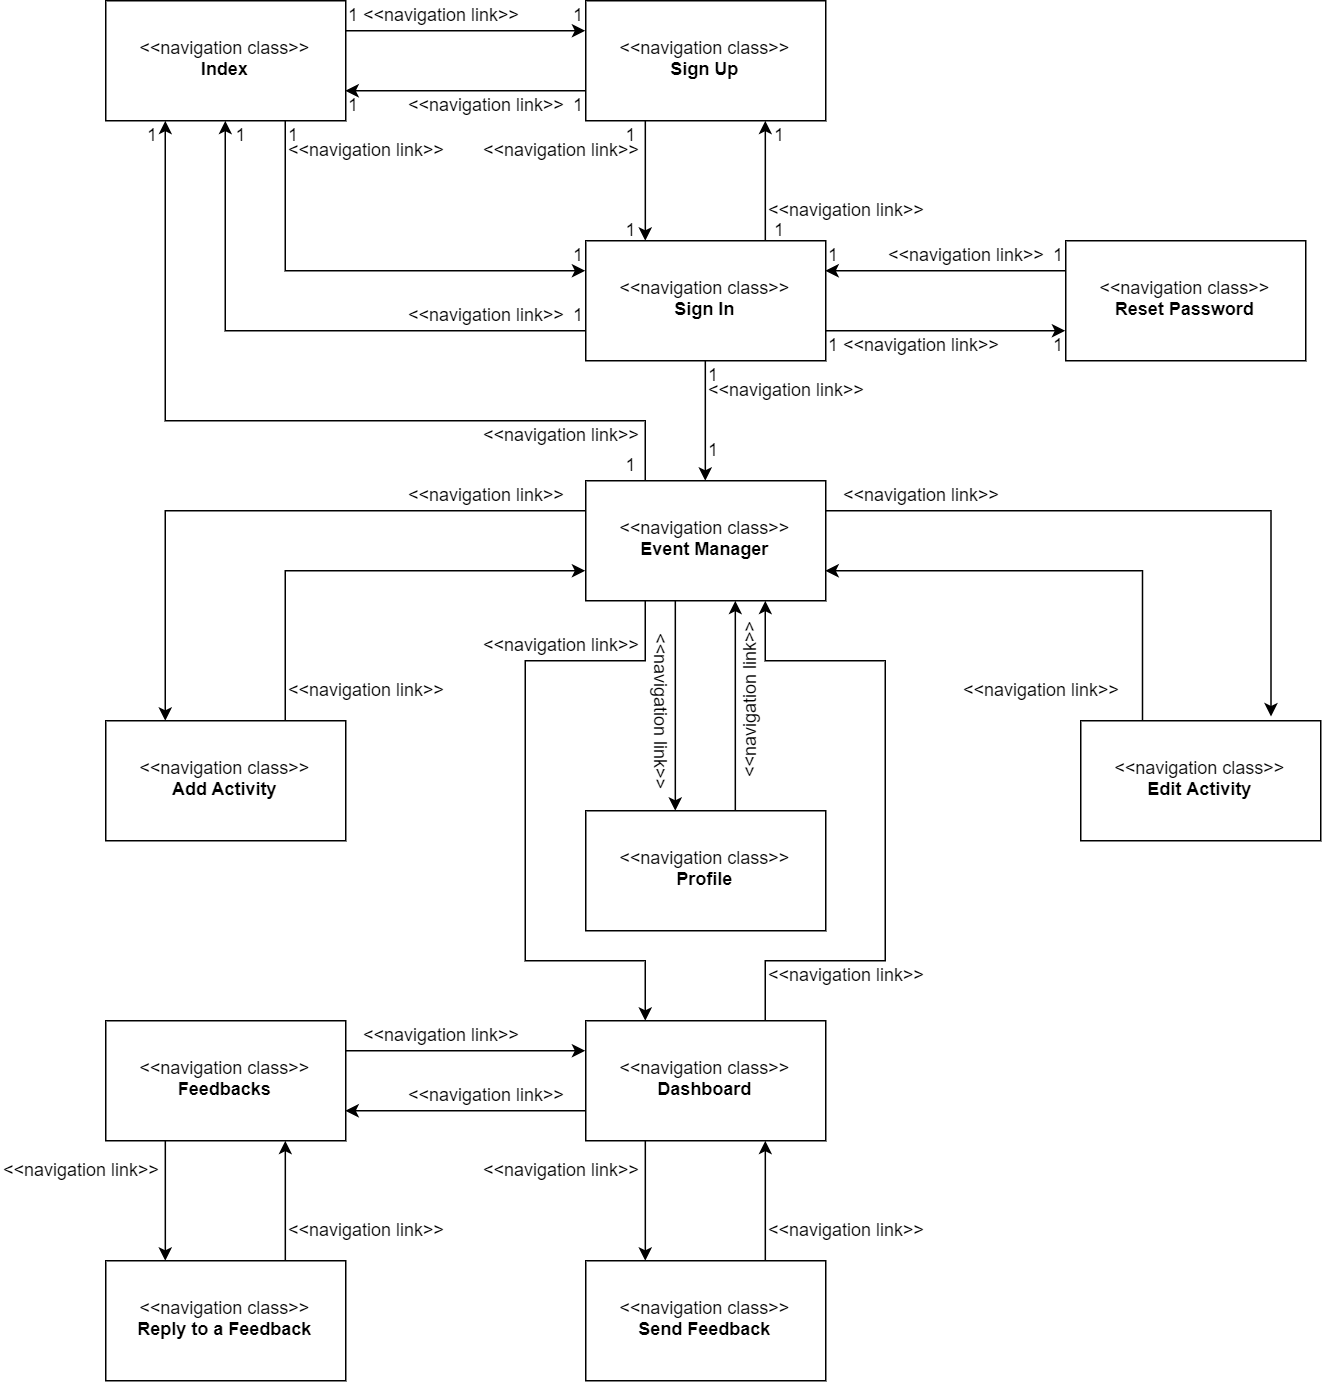 1 <<navigation link>> 1
<<navigation class>>
Index
<<navigation class>>
Sign Up
1 <<navigation link>> 1
1 1 1 1 1
<<navigation link>> <<navigation link>>
<<navigation link>>
1 1
1 1 <<navigation link>> 1
<<navigation class>>
Sign In
<<navigation class>>
Reset Password
<<navigation link>> 1
1 <<navigation link>> 1
1
<<navigation link>>
<<navigation link>>
1
1
<<navigation link>> <<navigation link>>
<<navigation class>>
Event Manager
<<navigation link>>
<<navigation link>>
<<navigation link>>
<<navigation link>>
<<navigation link>>
<<navigation class>>
Add Activity
<<navigation class>>
Edit Activity
<<navigation class>>
Profile
<<navigation link>>
<<navigation link>>
<<navigation class>>
Feedbacks
<<navigation class>>
Dashboard
<<navigation link>>
<<navigation link>> <<navigation link>>
<<navigation link>> <<navigation link>>
<<navigation class>>
Reply to a Feedback
<<navigation class>>
Send Feedback